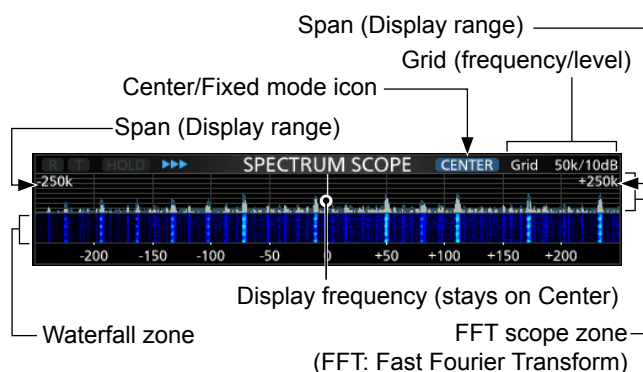 Span (Display range)
Grid (frequency/level)
Center/Fixed mode icon
Span (Display range)
R T HOLD SPECTRUM SCOPE CENTER Grid 50k/10dB
-250k +250k
-200 -150 -100 -50 0 +50 +100 +150 +200
Display frequency (stays on Center)
Waterfall zone
FFT scope zone
(FFT: Fast Fourier Transform)